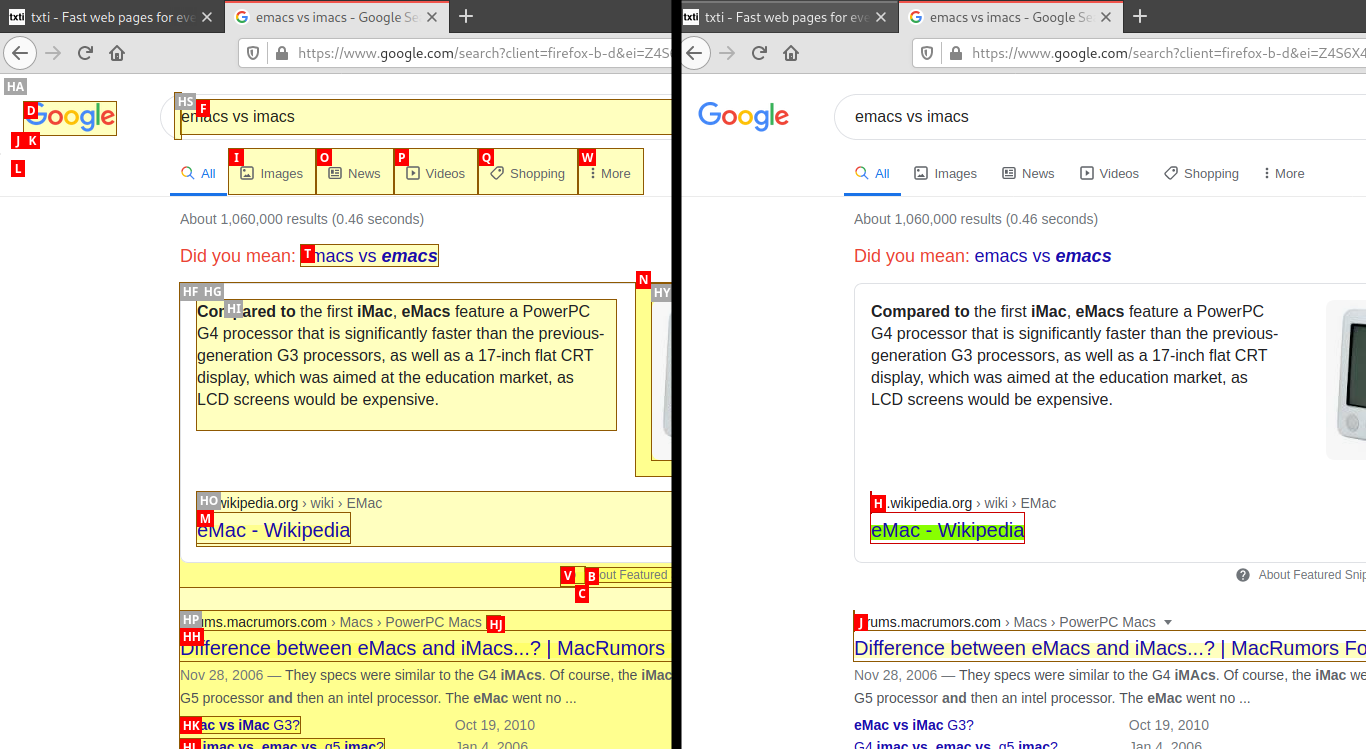 txti txti - Fast web pages for eve
emacs vs imacs - Google Se
https://www.google.com/search?client=firefox-b-d&ei=Z4S
HA
D Google
J K
L
HS F emacs vs imacs
All
I Images
O News
P Videos
Q Shopping
W More
About 1,060,000 results (0.46 seconds)
Did you mean: T macs vs emacs
N
HF HG HY
HI
Compared to the first iMac, eMacs feature a PowerPC
G4 processor that is significantly faster than the previous-
generation G3 processors, as well as a 17-inch flat CRT
display, which was aimed at the education market, as
LCD screens would be expensive.
HO wikipedia.org › wiki › EMac
M
eMac - Wikipedia
V B out Featured
C
HP ums.macrumors.com › Macs › PowerPC Macs HJ
HH
Difference between eMacs and iMacs...? | MacRumors
Nov 28, 2006 — They specs were similar to the G4 iMAcs. Of course, the iMac
G5 processor and then an intel processor. The eMac went no ...
HK ac vs iMac G3? Oct 19, 2010
HL imac vs. emac vs. g5 imac? Jan 4, 2006
txti txti - Fast web pages for eve
emacs vs imacs - Google Se
https://www.google.com/search?client=firefox-b-d&ei=Z4S6X4
Google
emacs vs imacs
All Images News Videos Shopping More
About 1,060,000 results (0.46 seconds)
Did you mean: emacs vs emacs
Compared to the first iMac, eMacs feature a PowerPC
G4 processor that is significantly faster than the previous-
generation G3 processors, as well as a 17-inch flat CRT
display, which was aimed at the education market, as
LCD screens would be expensive.
H .wikipedia.org › wiki › EMac
eMac - Wikipedia
About Featured Snip
J rums.macrumors.com › Macs › PowerPC Macs
Difference between eMacs and iMacs...? | MacRumors Fo
Nov 28, 2006 — They specs were similar to the G4 iMAcs. Of course, the iMac we
G5 processor and then an intel processor. The eMac went no ...
eMac vs iMac G3? Oct 19, 2010
G4 imac vs. emac vs. g5 imac? Jan 4, 2006